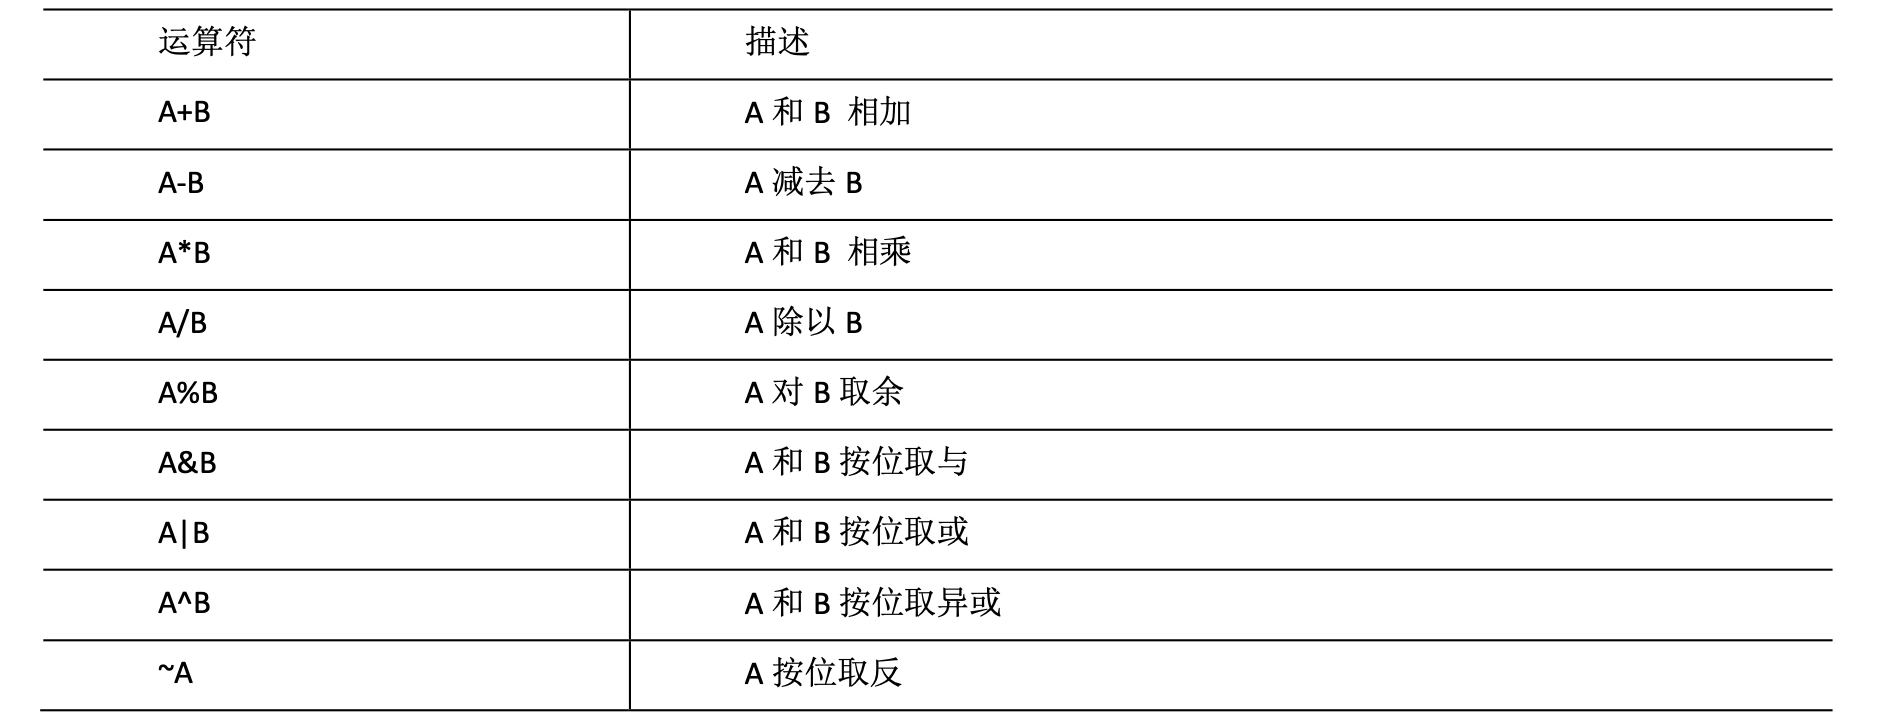 运算符 描述
A+B A 和 B 相加
A-B A 减去 B
A*B A 和 B 相乘
A/B A 除以 B
A%B A 对 B 取余
A&B A 和 B 按位取与
A|B A 和 B 按位取或
A^B A 和 B 按位取异或
~A A 按位取反